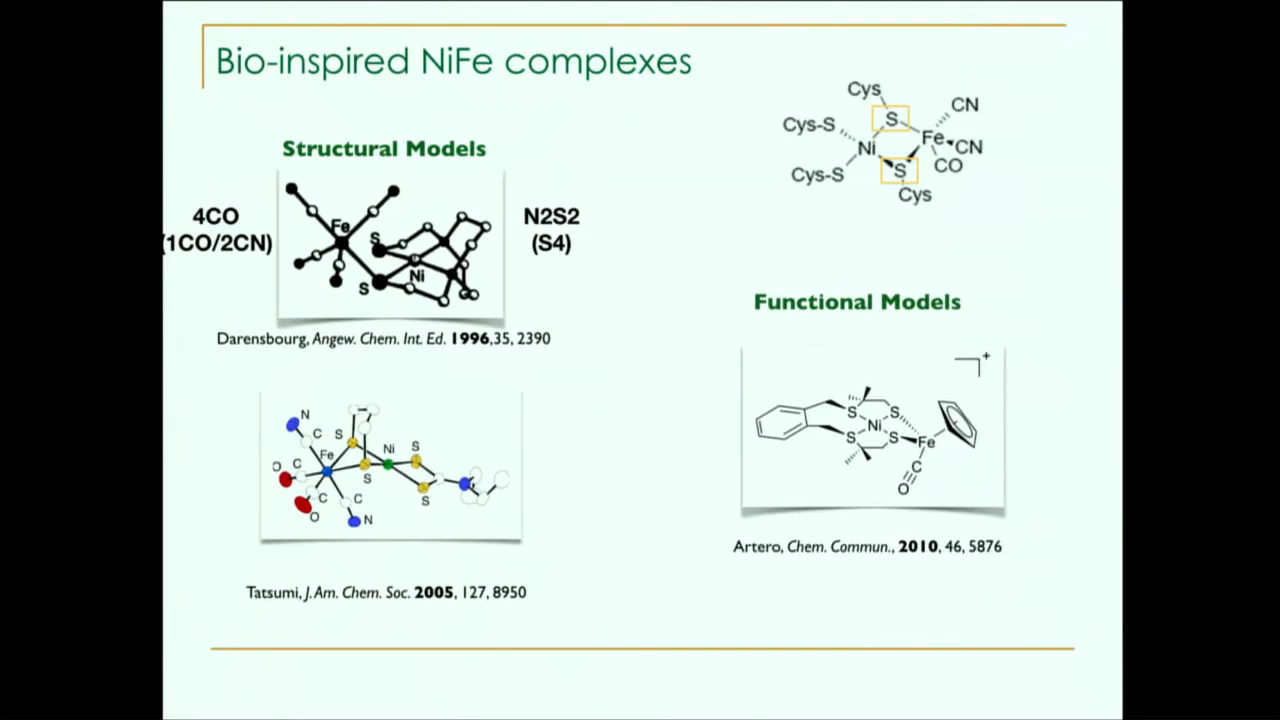 Bio-inspired NiFe complexes
Structural Models
4CO
(1CO/2CN)
Fe
S
S
Ni
N2S2
(S4)
Darensbourg, Angew. Chem. Int. Ed. 1996,35, 2390
N
C
S
Fe
Ni
S
O
C
S
S
C
C
O
N
Tatsumi, J. Am. Chem. Soc. 2005, 127, 8950
Cys
CN
Cys-S
S
Fe
CN
Ni
CO
Cys-S
S
Cys
Functional Models
+
S
S
Ni
S
S
Fe
C
O
Artero, Chem. Commun., 2010, 46, 5876